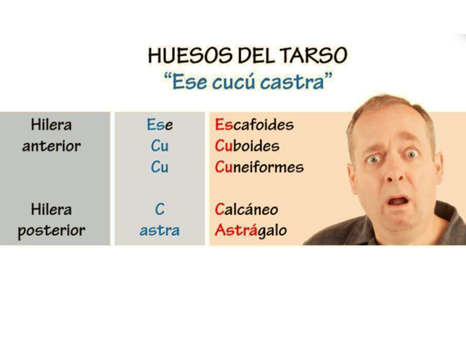 HUESOS DEL TARSO
“Ese cucú castra”
Hilera anterior Ese Escafoides
Cu Cuboides
Cu Cuneiformes
Hilera posterior C Calcáneo
astra Astrágalo